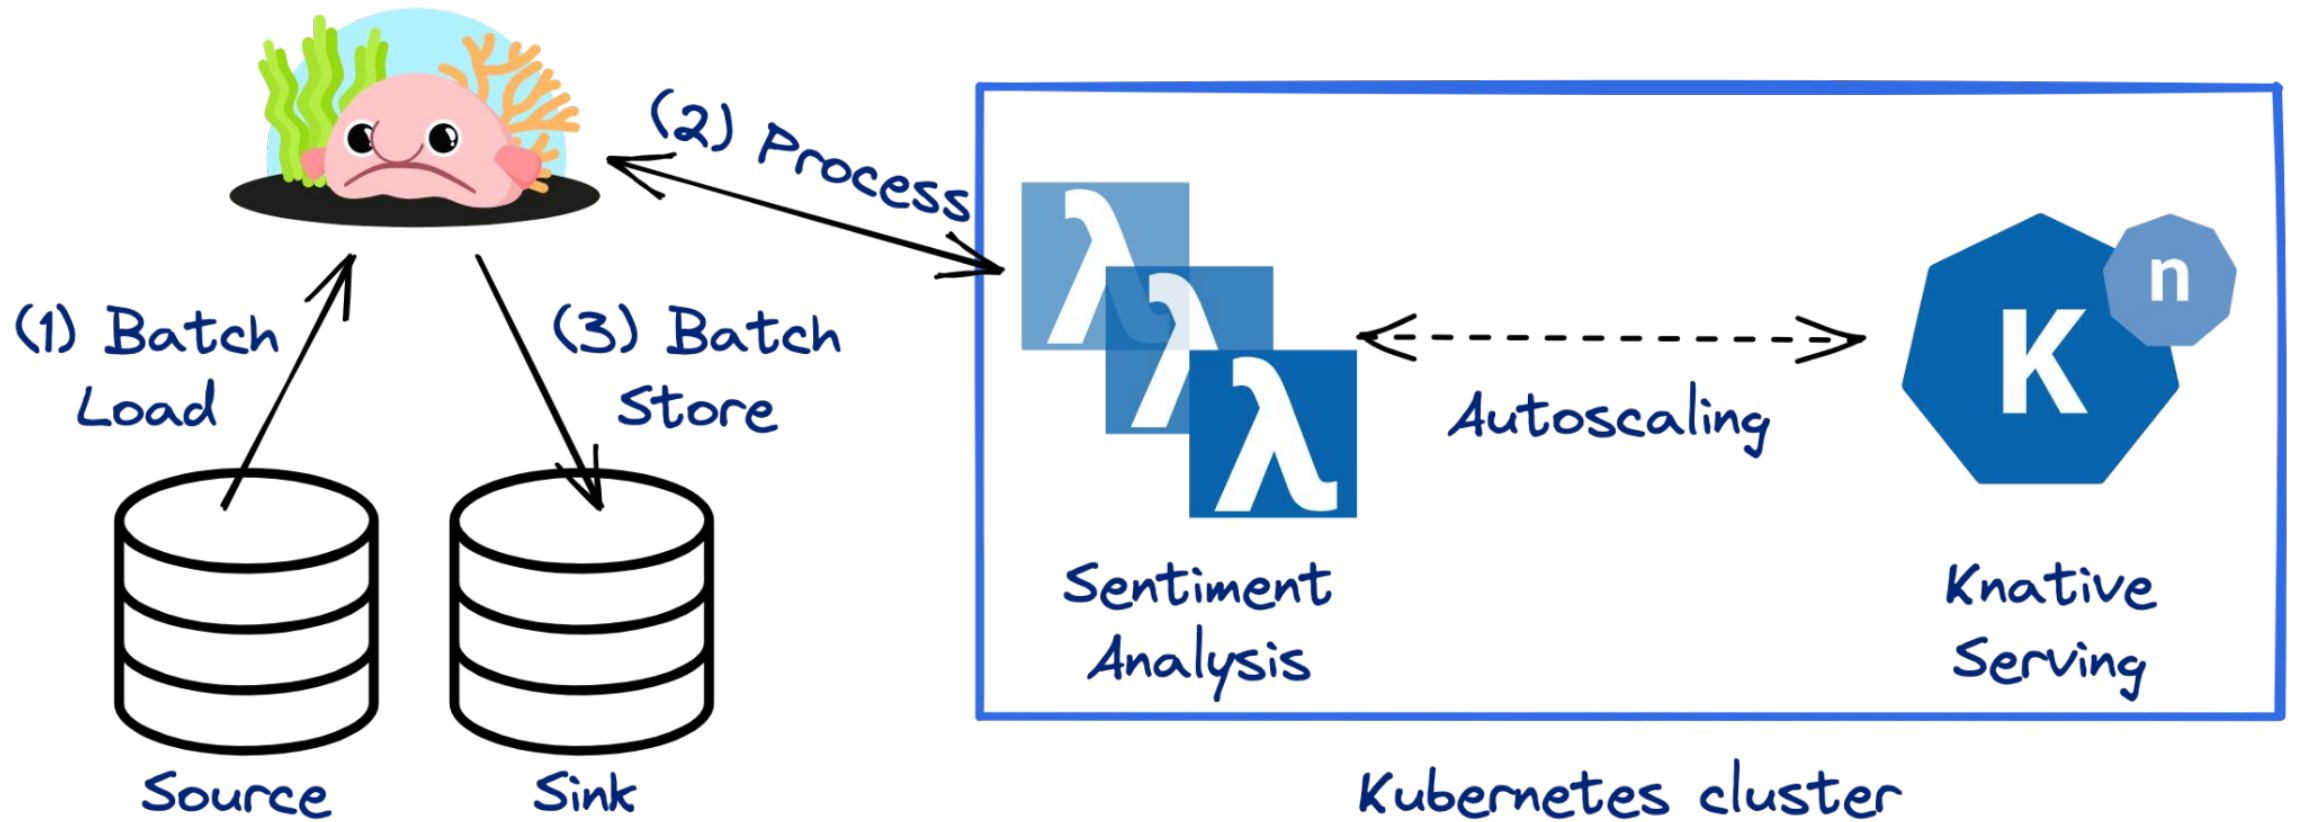 (2) Process
(1) Batch
Load
(3) Batch
Store
λ
λ
λ
Autoscaling
K
n
Sentiment
Analysis
Knative
Serving
Source
Sink
Kubernetes cluster